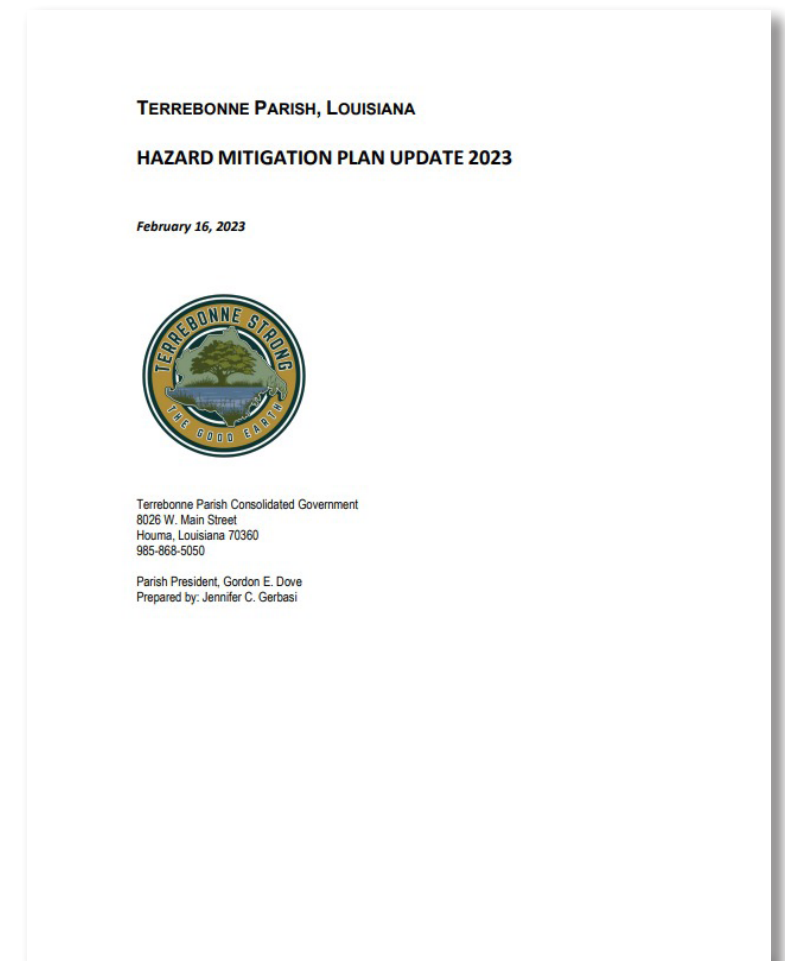 TERREBONNE PARISH, LOUISIANA
HAZARD MITIGATION PLAN UPDATE 2023
February 16, 2023
TERREBONNE STRONG
THE GOOD EARTH
Terrebonne Parish Consolidated Government
8026 W. Main Street
Houma, Louisiana 70360
985-868-5050
Parish President, Gordon E. Dove
Prepared by: Jennifer C. Gerbasi